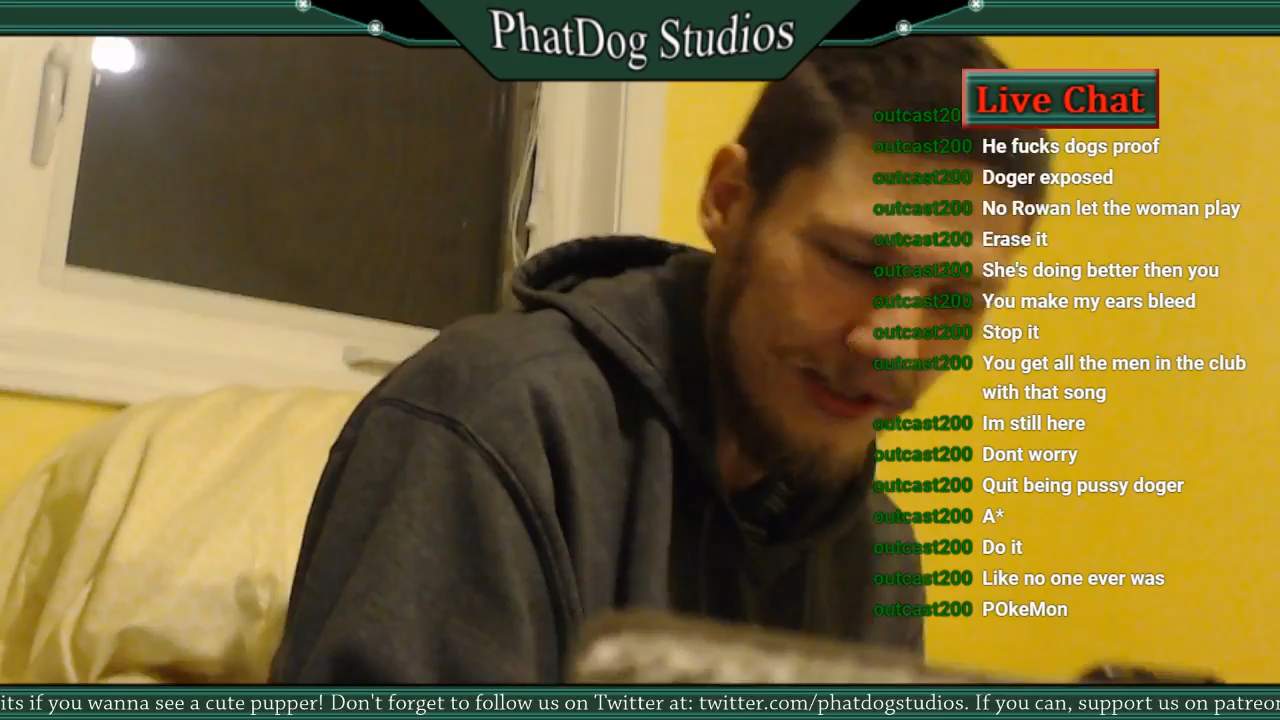 PhatDog Studios
Live Chat
outcast20
outcast200 He fucks dogs proof
outcast200 Doger exposed
outcast200 No Rowan let the woman play
outcast200 Erase it
outcast200 She's doing better then you
outcast200 You make my ears bleed
outcast200 Stop it
outcast200 You get all the men in the club
with that song
outcast200 Im still here
outcast200 Dont worry
outcast200 Quit being pussy doger
outcast200 A*
outcast200 Do it
outcast200 Like no one ever was
outcast200 POkeMon
its if you wanna see a cute pupper! Don't forget to follow us on Twitter at: twitter.com/phatdogstudios. If you can, support us on patreo